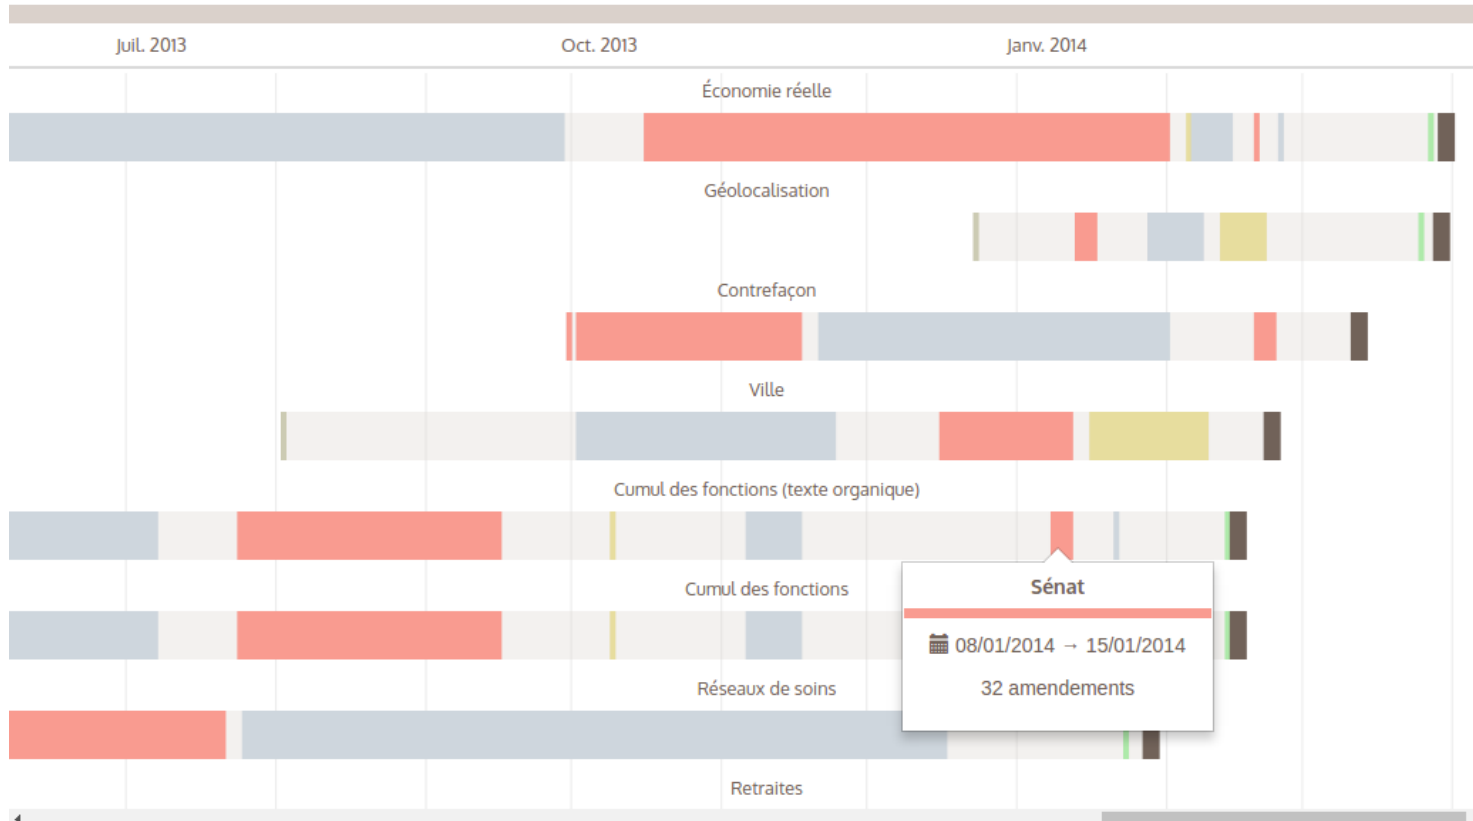 Juil. 2013 Oct. 2013 Janv. 2014
Économie réelle
Géolocalisation
Contrefaçon
Ville
Cumul des fonctions (texte organique)
Cumul des fonctions
Sénat
08/01/2014 → 15/01/2014
32 amendements
Réseaux de soins
Retraites